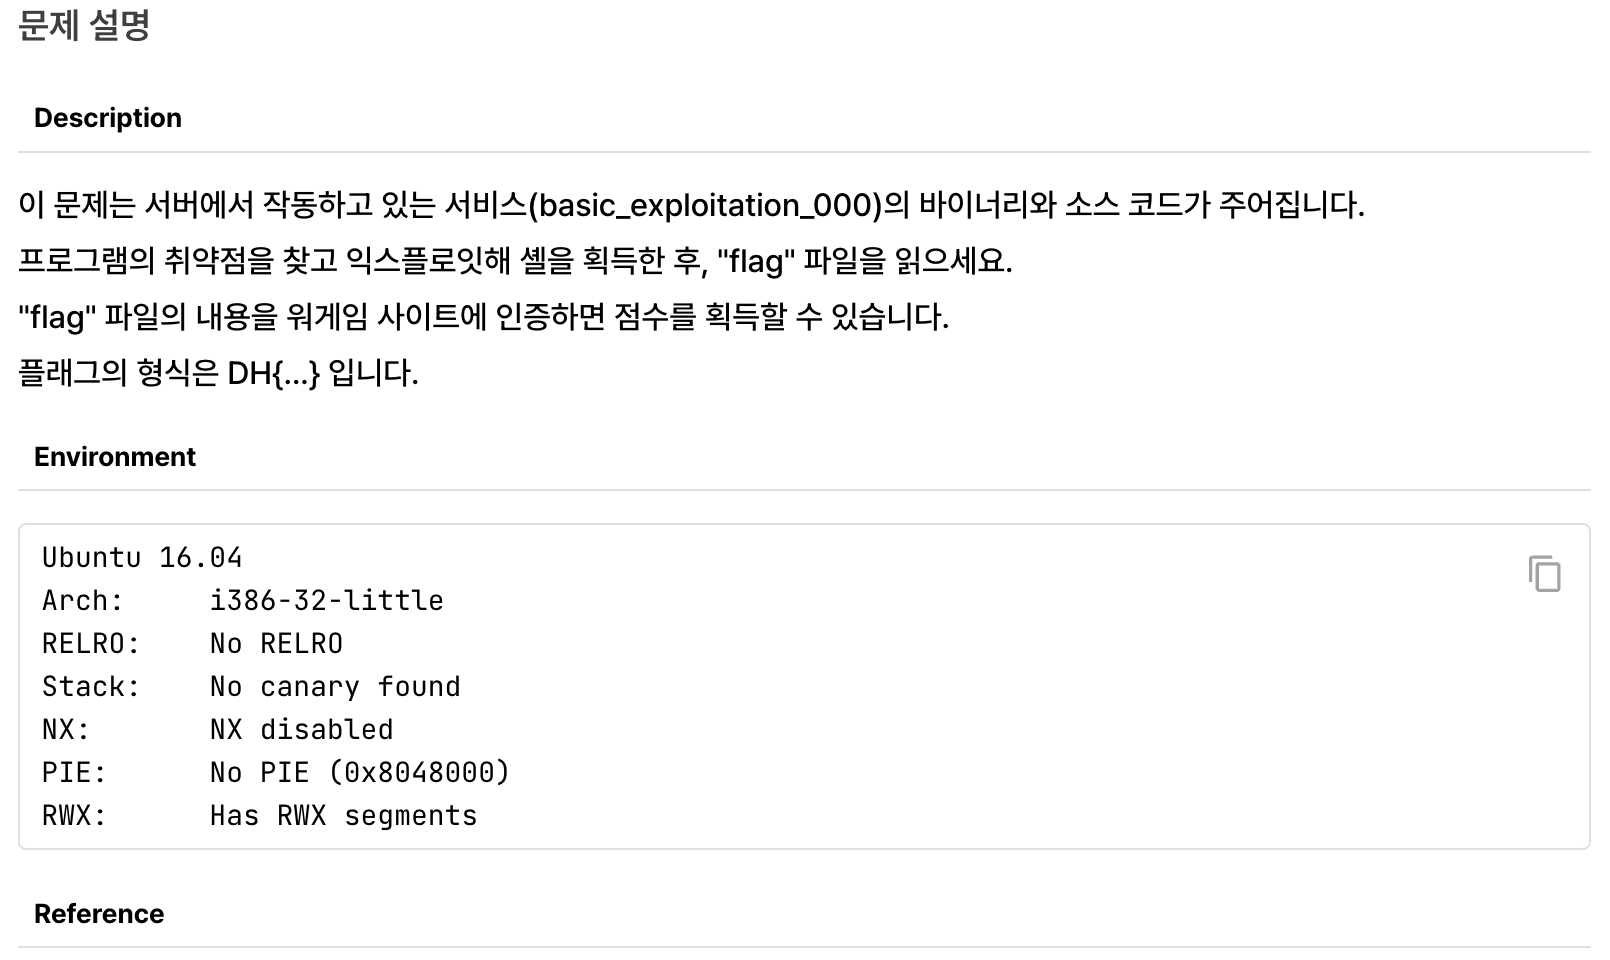 문제 설명
Description
이 문제는 서버에서 작동하고 있는 서비스(basic_exploitation_000)의 바이너리와 소스 코드가 주어집니다.
프로그램의 취약점을 찾고 익스플로잇해 셸을 획득한 후, "flag" 파일을 읽으세요.
"flag" 파일의 내용을 워게임 사이트에 인증하면 점수를 획득할 수 있습니다.
플래그의 형식은 DH{...} 입니다.
Environment
Ubuntu 16.04
Arch:     i386-32-little
RELRO:    No RELRO
Stack:    No canary found
NX:       NX disabled
PIE:      No PIE (0x8048000)
RWX:      Has RWX segments
Reference